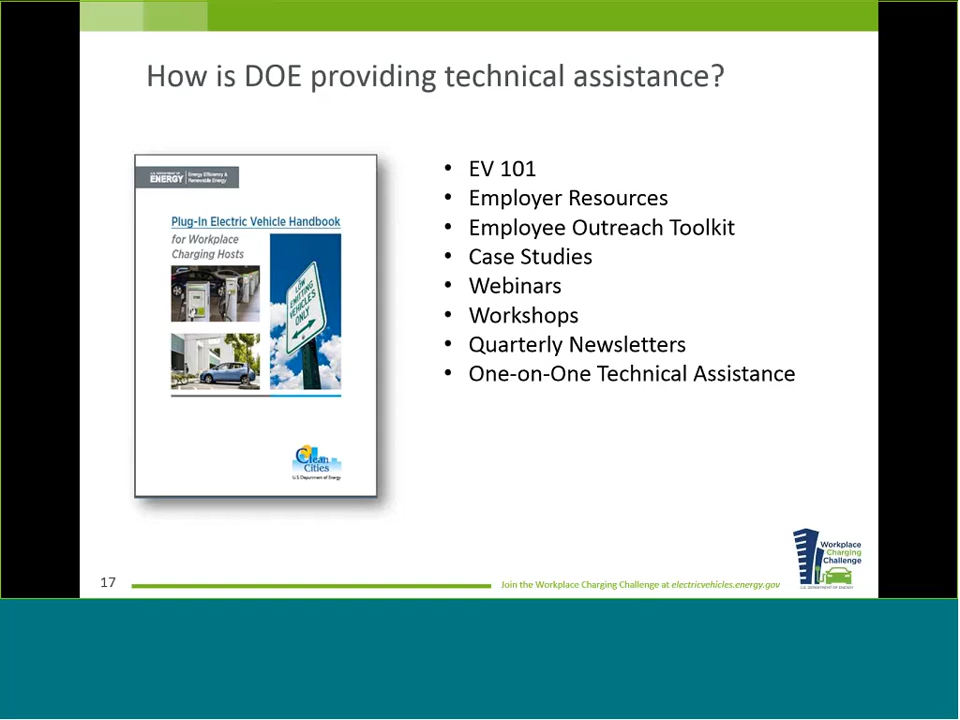 How is DOE providing technical assistance?
U.S. DEPARTMENT OF
ENERGY
Energy Efficiency &
Renewable Energy
Plug-In Electric Vehicle Handbook
for Workplace
Charging Hosts
LOW
EMITTING
VEHICLES
ONLY
Clean
Cities
U.S. Department of Energy
• EV 101
• Employer Resources
• Employee Outreach Toolkit
• Case Studies
• Webinars
• Workshops
• Quarterly Newsletters
• One-on-One Technical Assistance
17
Join the Workplace Charging Challenge at electricvehicles.energy.gov
Workplace
Charging
Challenge
U.S. DEPARTMENT OF ENERGY